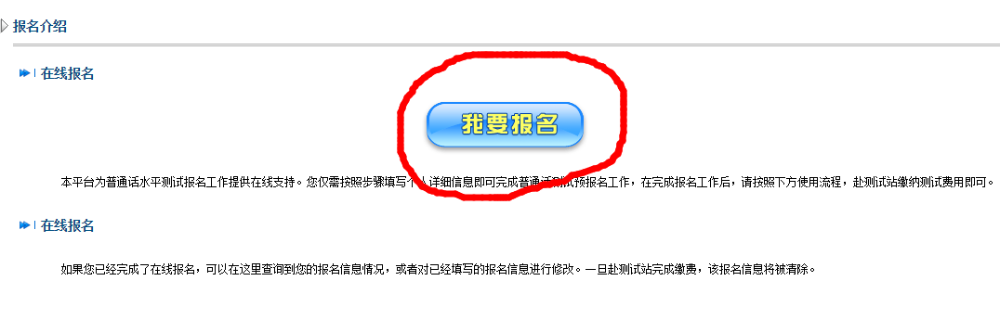 报名介绍
在线报名
我要报名
本平台为普通话水平测试报名工作提供在线支持。您仅需按照步骤填写个人详细信息即可完成普通话测试预报名工作，在完成报名工作后，请按照下方使用流程，赴测试站缴纳测试费用即可。
在线报名
如果您已经完成了在线报名，可以在这里查询到您的报名信息情况，或者对已经填写的报名信息进行修改。一旦赴测试站完成缴费，该报名信息将被清除。